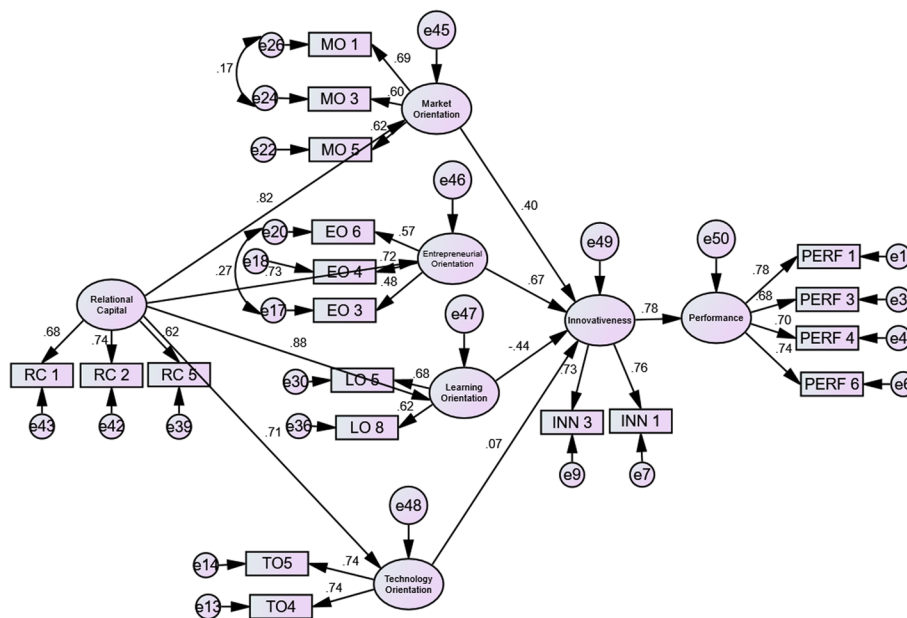 e45
e26
MO 1
.69
.17
e24
MO 3
.60
Market
Orientation
e22
MO 5
.62
.82
e46
.40
e20
EO 6
.57
e49
e50
e18
.73
EO 4
.72
Entrepreneurial
Orientation
.27
e17
EO 3
.48
.67
PERF 1
e1
.78
Relational
Capital
e47
Innovativeness
.78
Performance
.68
PERF 3
e3
.70
PERF 4
e4
.68
.74
.62
.88
-.44
.74
RC 1
RC 2
RC 5
e30
LO 5
.68
Learning
Orientation
.73
.76
PERF 6
e6
e43
e42
e39
e36
LO 8
.62
INN 3
INN 1
.71
.07
e9
e7
e48
e14
TO5
.74
Technology
Orientation
e13
TO4
.74